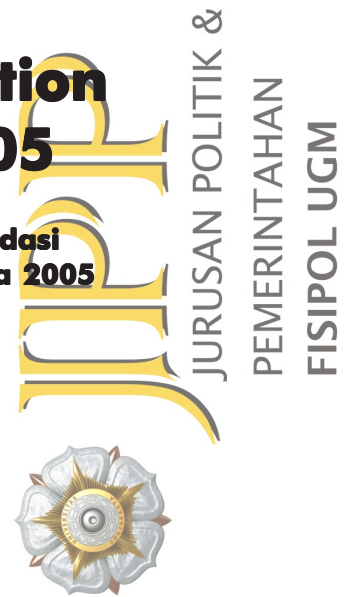 tion
05
dasi
a 2005
JPP
JURUSAN POLITIK &
PEMERINTAHAN
FISIPOL UGM